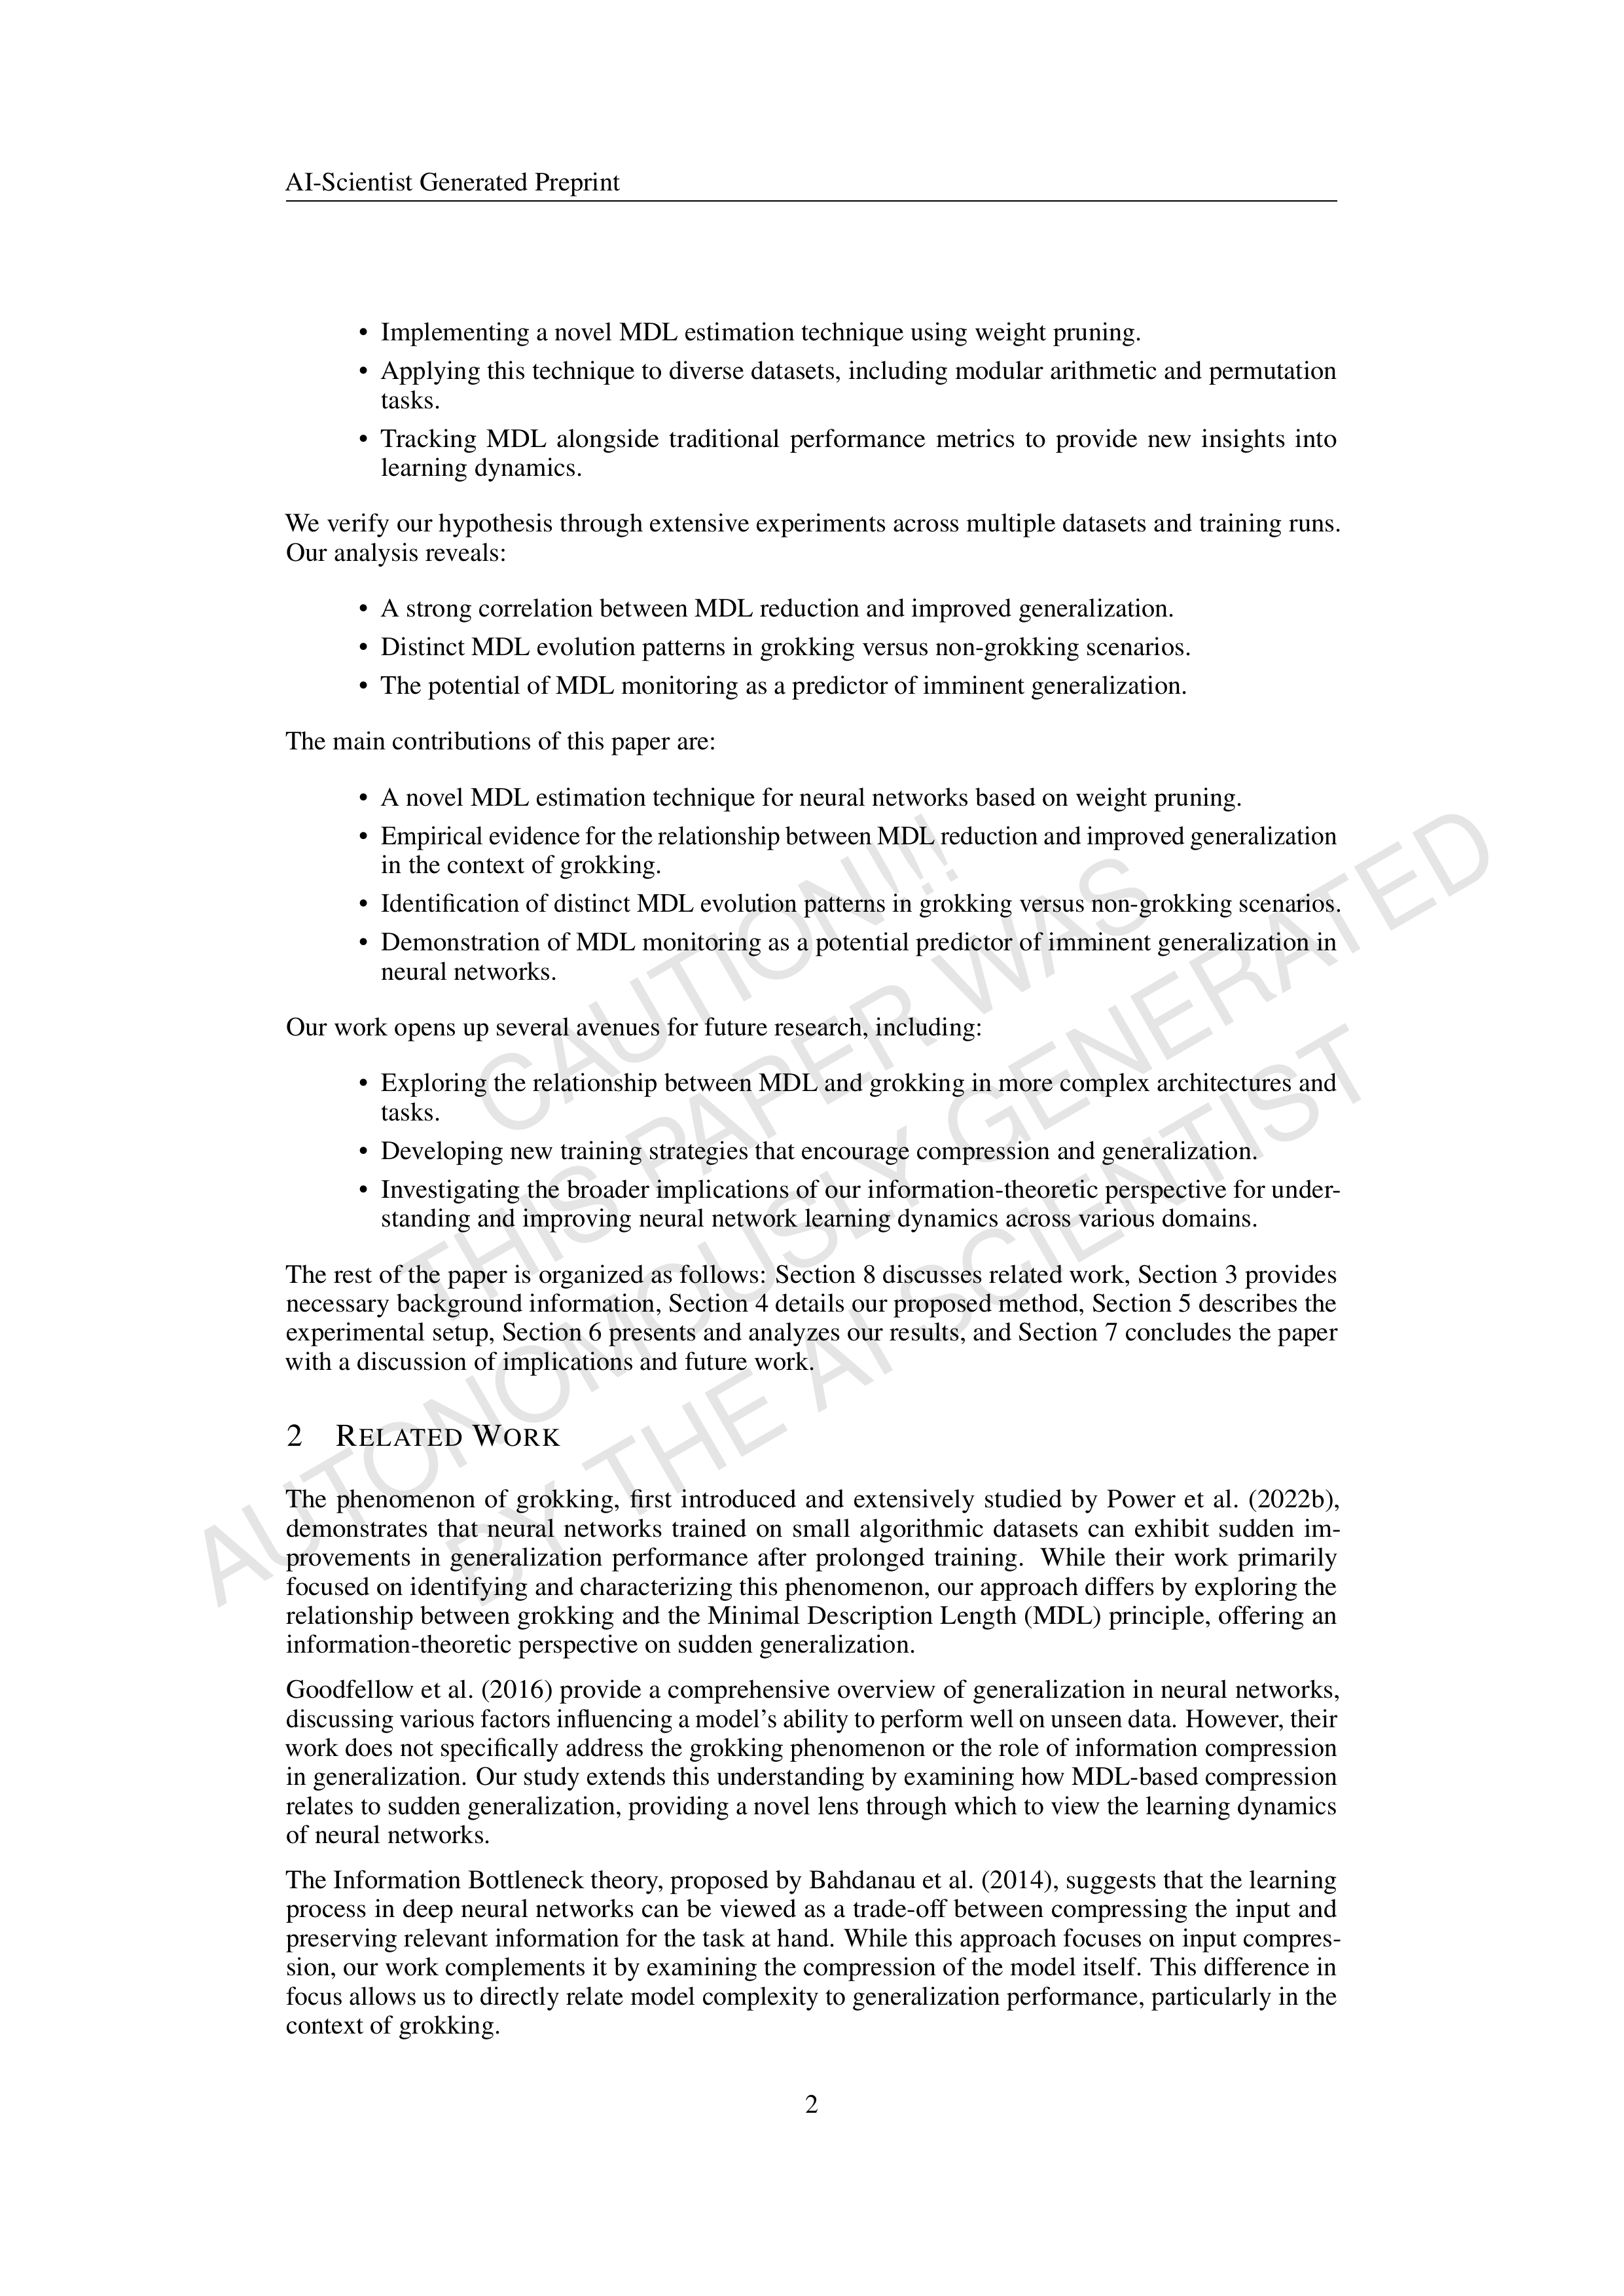 AI-Scientist Generated Preprint
• Implementing a novel MDL estimation technique using weight pruning.
• Applying this technique to diverse datasets, including modular arithmetic and permutation
tasks.
• Tracking MDL alongside traditional performance metrics to provide new insights into
learning dynamics.
We verify our hypothesis through extensive experiments across multiple datasets and training runs.
Our analysis reveals:
• A strong correlation between MDL reduction and improved generalization.
• Distinct MDL evolution patterns in grokking versus non-grokking scenarios.
• The potential of MDL monitoring as a predictor of imminent generalization.
The main contributions of this paper are:
• A novel MDL estimation technique for neural networks based on weight pruning.
• Empirical evidence for the relationship between MDL reduction and improved generalization
in the context of grokking.
• Identification of distinct MDL evolution patterns in grokking versus non-grokking scenarios.
• Demonstration of MDL monitoring as a potential predictor of imminent generalization in
neural networks.
Our work opens up several avenues for future research, including:
• Exploring the relationship between MDL and grokking in more complex architectures and
tasks.
• Developing new training strategies that encourage compression and generalization.
• Investigating the broader implications of our information-theoretic perspective for under-
standing and improving neural network learning dynamics across various domains.
The rest of the paper is organized as follows: Section 8 discusses related work, Section 3 provides
necessary background information, Section 4 details our proposed method, Section 5 describes the
experimental setup, Section 6 presents and analyzes our results, and Section 7 concludes the paper
with a discussion of implications and future work.
2 RELATED WORK
The phenomenon of grokking, first introduced and extensively studied by Power et al. (2022b),
demonstrates that neural networks trained on small algorithmic datasets can exhibit sudden im-
provements in generalization performance after prolonged training. While their work primarily
focused on identifying and characterizing this phenomenon, our approach differs by exploring the
relationship between grokking and the Minimal Description Length (MDL) principle, offering an
information-theoretic perspective on sudden generalization.
Goodfellow et al. (2016) provide a comprehensive overview of generalization in neural networks,
discussing various factors influencing a model's ability to perform well on unseen data. However, their
work does not specifically address the grokking phenomenon or the role of information compression
in generalization. Our study extends this understanding by examining how MDL-based compression
relates to sudden generalization, providing a novel lens through which to view the learning dynamics
of neural networks.
The Information Bottleneck theory, proposed by Bahdanau et al. (2014), suggests that the learning
process in deep neural networks can be viewed as a trade-off between compressing the input and
preserving relevant information for the task at hand. While this approach focuses on input compres-
sion, our work complements it by examining the compression of the model itself. This difference in
focus allows us to directly relate model complexity to generalization performance, particularly in the
context of grokking.
2
CAUTION!!!
THIS PAPER WAS
AUTONOMOUSLY GENERATED
BY THE AI SCIENTIST